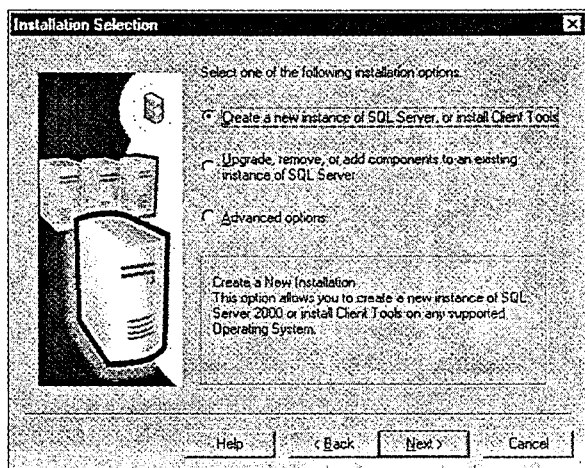 Installation Selection
Select one of the following installation options.
Create a new instance of SQL Server, or install Client Tools
Upgrade, remove, or add components to an existing
instance of SQL Server
Advanced options
Create a New Installation
This option allows you to create a new instance of SQL
Server 2000 or install Client Tools on any supported
Operating System.
Help
< Back
Next >
Cancel